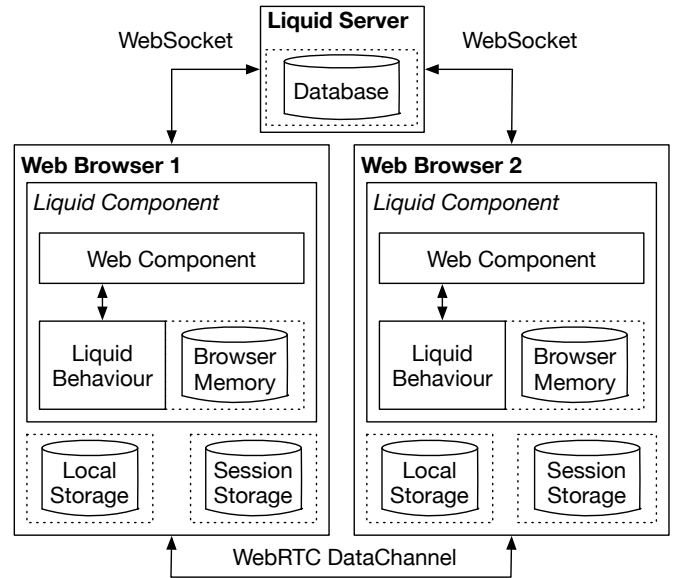 Liquid Server
WebSocket
WebSocket
Database
Web Browser 1
Liquid Component
Web Component
Liquid
Behaviour
Browser
Memory
Local
Storage
Session
Storage
Web Browser 2
Liquid Component
Web Component
Liquid
Behaviour
Browser
Memory
Local
Storage
Session
Storage
WebRTC DataChannel